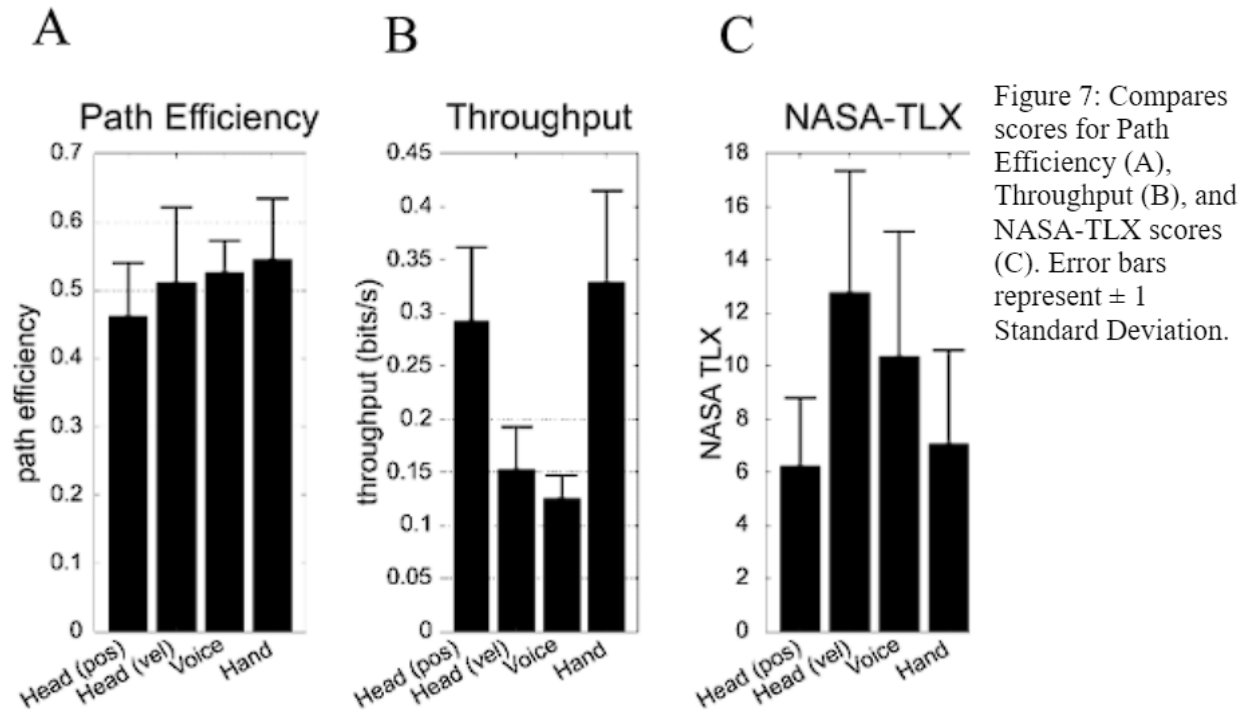 A
B
C
Path Efficiency
Throughput
NASA-TLX
Figure 7: Compares
scores for Path
Efficiency (A),
Throughput (B), and
NASA-TLX scores
(C). Error bars
represent ± 1
Standard Deviation.
path efficiency
0.7
0.6
0.5
0.4
0.3
0.2
0.1
0
Head (pos)
Head (vel)
Voice
Hand
throughput (bits/s)
0.45
0.4
0.35
0.3
0.25
0.2
0.15
0.1
0.05
0
Head (pos)
Head (vel)
Voice
Hand
NASA TLX
18
16
14
12
10
8
6
4
2
0
Head (pos)
Head (vel)
Voice
Hand